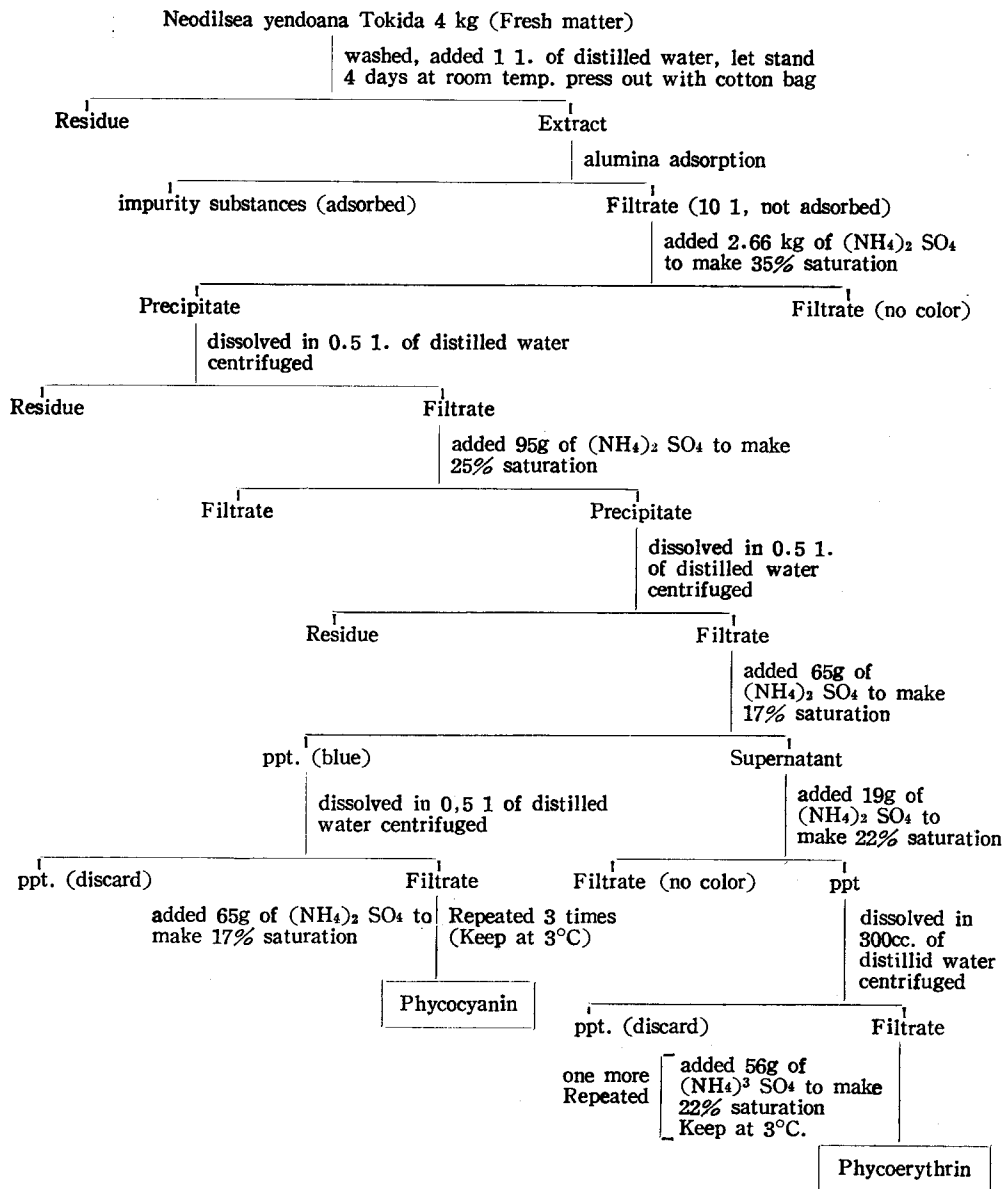 Neodilsea yendoana Tokida 4 kg (Fresh matter)
washed, added 1 l. of distilled water, let stand
4 days at room temp. press out with cotton bag
Residue
Extract
alumina adsorption
impurity substances (adsorbed)
Filtrate (10 l, not adsorbed)
added 2.66 kg of (NH₄)₂ SO₄
to make 35% saturation
Precipitate
Filtrate (no color)
dissolved in 0.5 l. of distilled water
centrifuged
Residue
Filtrate
added 95g of (NH₄)₂ SO₄ to make
25% saturation
Filtrate
Precipitate
dissolved in 0.5 l.
of distilled water
centrifuged
Residue
Filtrate
added 65g of
(NH₄)₂ SO₄ to make
17% saturation
ppt. (blue)
Supernatant
dissolved in 0,5 l of distilled
water centrifuged
added 19g of
(NH₄)₂ SO₄ to
make 22% saturation
ppt. (discard)
Filtrate
Filtrate (no color)
ppt
added 65g of (NH₄)₂ SO₄ to
make 17% saturation
Repeated 3 times
(Keep at 3°C)
dissolved in
300cc. of
distillid water
centrifuged
Phycocyanin
ppt. (discard)
Filtrate
one more
Repeated
added 56g of
(NH₄)³ SO₄ to make
22% saturation
Keep at 3°C.
Phycoerythrin